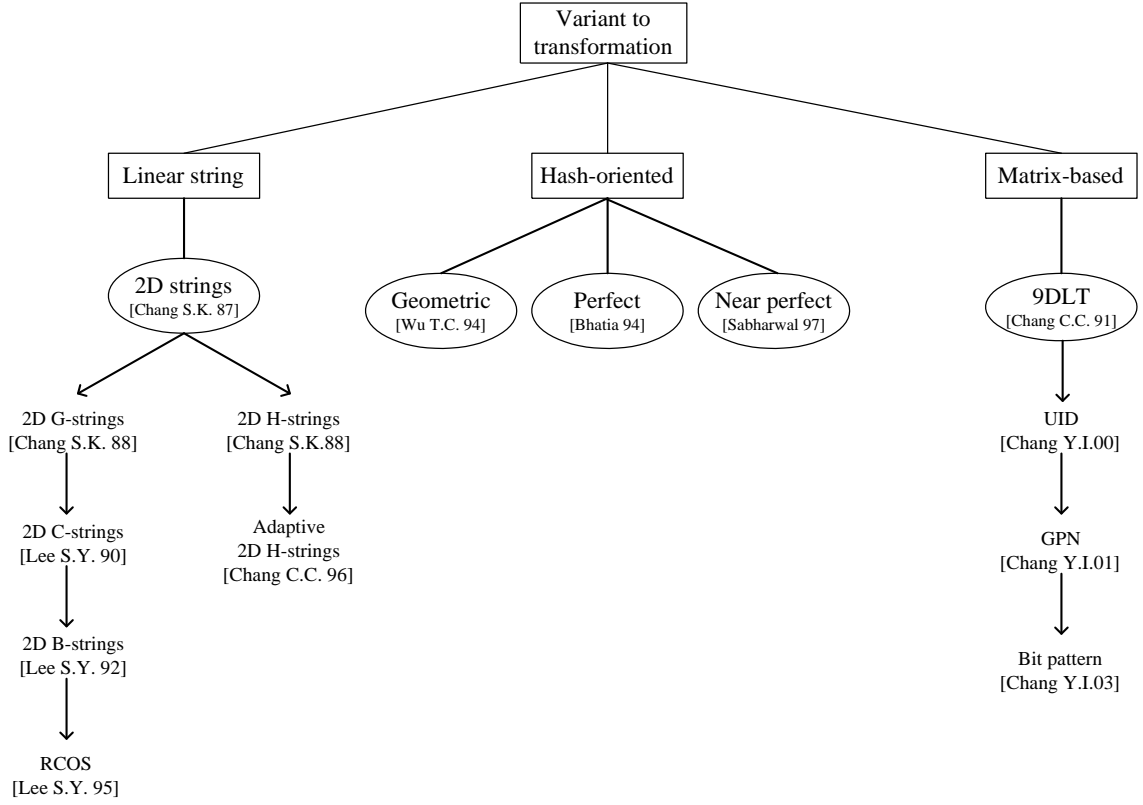 Variant to
transformation
Linear string
Hash-oriented
Matrix-based
2D strings
[Chang S.K. 87]
Geometric
[Wu T.C. 94]
Perfect
[Bhatia 94]
Near perfect
[Sabharwal 97]
9DLT
[Chang C.C. 91]
2D G-strings
[Chang S.K. 88]
2D H-strings
[Chang S.K.88]
UID
[Chang Y.I.00]
2D C-strings
[Lee S.Y. 90]
Adaptive
2D H-strings
[Chang C.C. 96]
GPN
[Chang Y.I.01]
2D B-strings
[Lee S.Y. 92]
Bit pattern
[Chang Y.I.03]
RCOS
[Lee S.Y. 95]